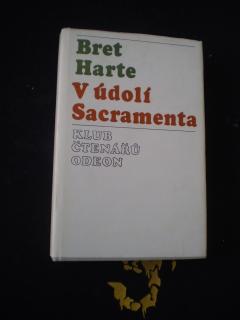 Bret
Harte
V údolí
Sacramenta
KLUB
ČTENÁŘŮ
ODEON